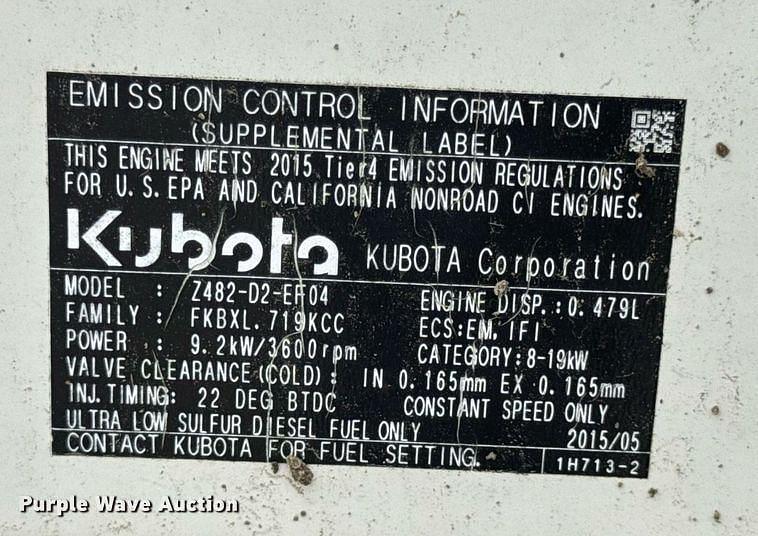 EMISSION CONTROL INFORMATION
(SUPPLEMENTAL LABEL)
THIS ENGINE MEETS 2015 Tier4 EMISSION REGULATIONS
FOR U.S.EPA AND CALIFORNIA NONROAD CI ENGINES.
Kubota KUBOTA Corporation
MODEL : Z482-D2-EF04 ENGINE DISP.:0.479L
FAMILY : FKBXL.719KCC ECS:EM,IFI
POWER : 9.2kW/3600rpm CATEGORY:8-19kW
VALVE CLEARANCE(COLD): IN 0.165mm EX 0.165mm
INJ.TIMING: 22 DEG BTDC CONSTANT SPEED ONLY
ULTRA LOW SULFUR DIESEL FUEL ONLY 2015/05
CONTACT KUBOTA FOR FUEL SETTING. 1H713-2
Purple Wave Auction